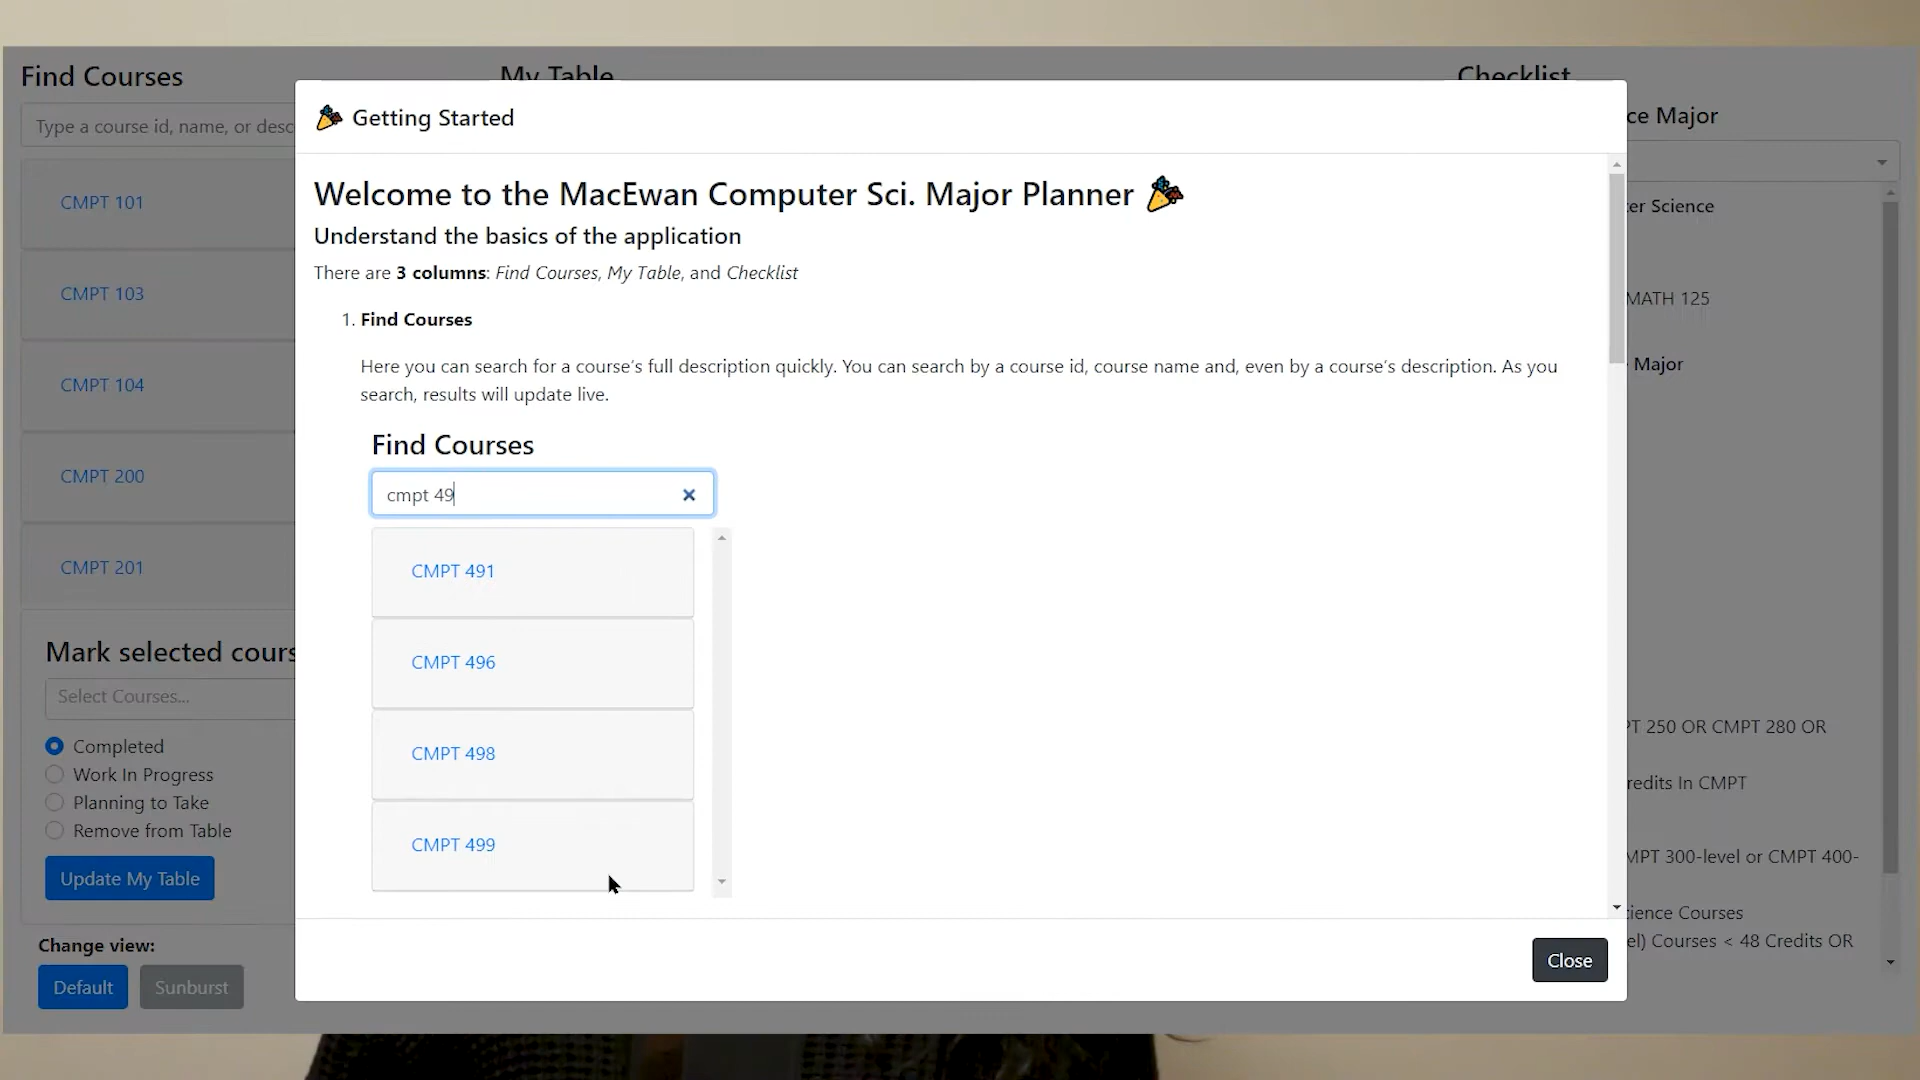 Find Courses
My Table
Checklist
Type a course id, name, or desc
CMPT 101
CMPT 103
CMPT 104
CMPT 200
CMPT 201
Mark selected cours
Select Courses...
Completed
Work In Progress
Planning to Take
Remove from Table
Update My Table
Change view:
Default
Sunburst
Getting Started
Welcome to the MacEwan Computer Sci. Major Planner
Understand the basics of the application
There are 3 columns: Find Courses, My Table, and Checklist
1. Find Courses
Here you can search for a course's full description quickly. You can search by a course id, course name and, even by a course's description. As you
search, results will update live.
Find Courses
cmpt 49
CMPT 491
CMPT 496
CMPT 498
CMPT 499
Close
ce Major
er Science
MATH 125
Major
PT 250 OR CMPT 280 OR
redits In CMPT
MPT 300-level or CMPT 400-
cience Courses
el) Courses < 48 Credits OR